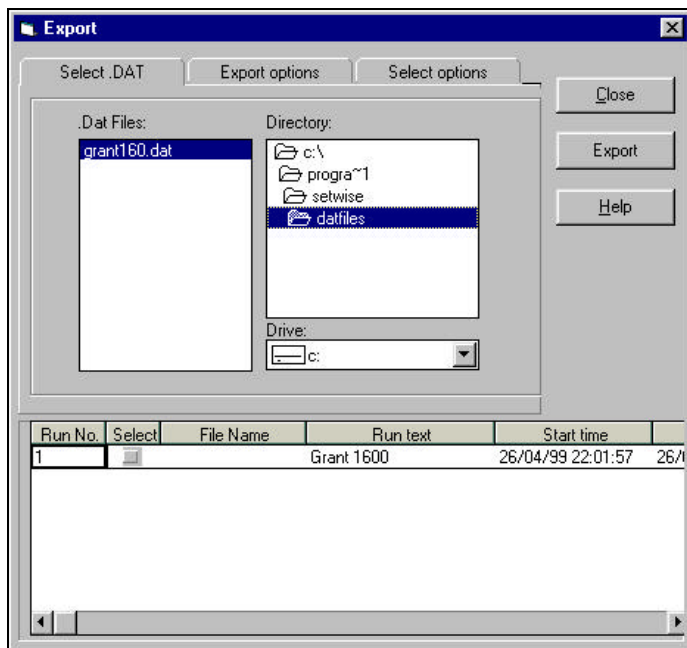 Export
Select .DAT
Export options
Select options
Close
Export
Help
.Dat Files:
grant160.dat
Directory:
c:\
progra~1
setwise
datfiles
Drive:
c:
Run No. Select File Name Run text Start time
1 Grant 1600 26/04/99 22:01:57